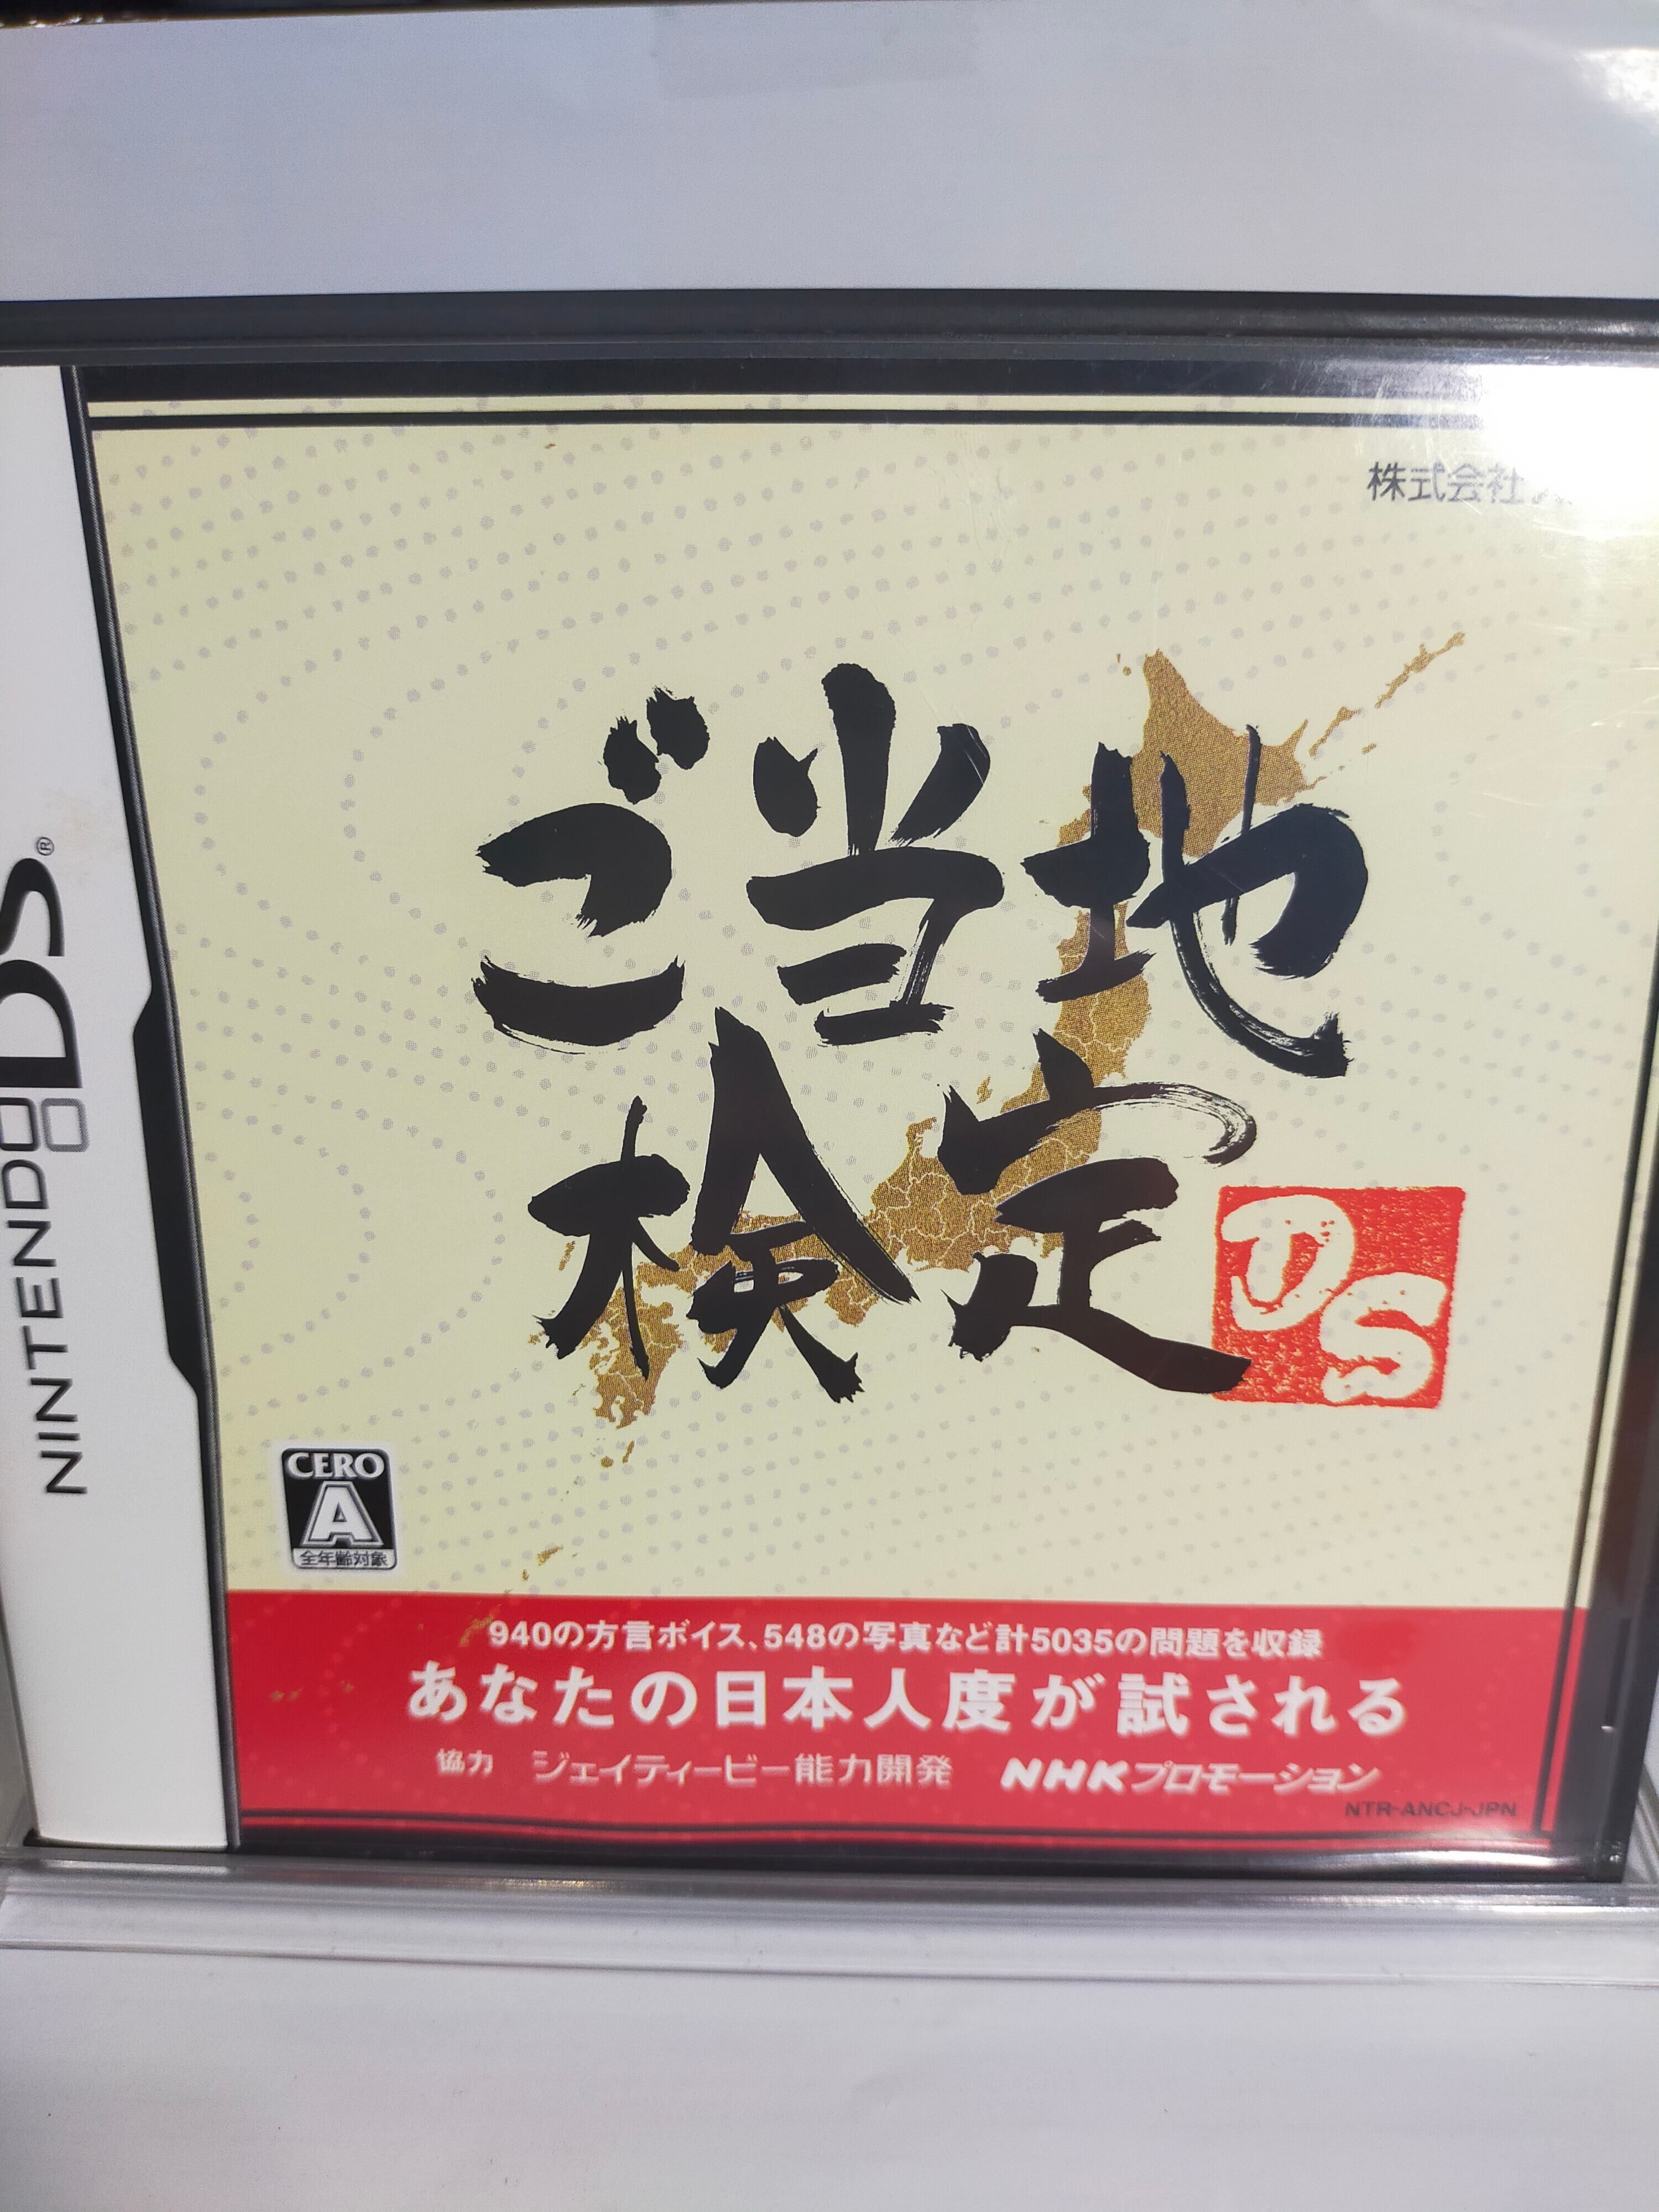 NINTENDO DS®
株式会社
ご当地
検定
DS
CERO
A
全年齢対象
940の方言ボイス、548の写真など計5035の問題を収録
あなたの日本人度が試される
協力 ジェイティービー能力開発 NHKプロモーション
NTR-ANCJ-JPN